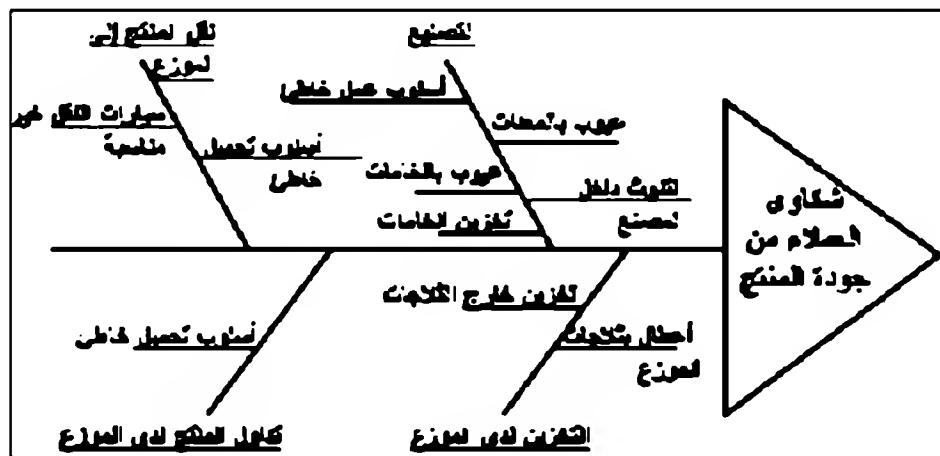 نقل المنتج إلى
الموزع
التصنيع
أسلوب عمل خاطئ
سيارات النقل غير
مناسبة
عيوب بالمعدات
أسلوب تحميل
خاطئ
عيوب بالخامات
التلوث داخل
المصنع
تخزين الخامات
شكاوى
العملاء من
جودة المنتج
تخزين خارج الثلاجات
أسلوب تحميل خاطئ
أعطال بثلاجات
الموزع
تداول المنتج لدى الموزع
التخزين لدى الموزع